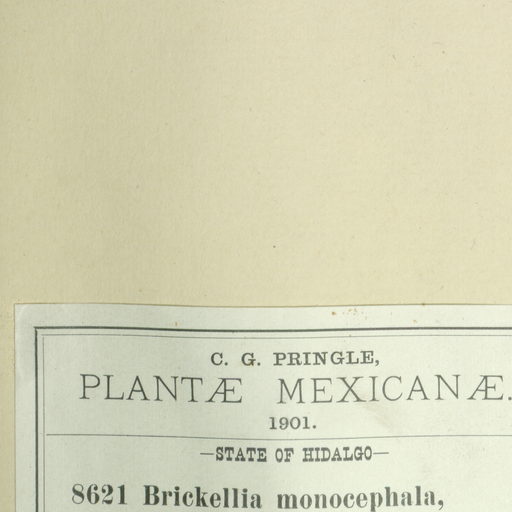 C. G. PRINGLE,
PLANTÆ MEXICANÆ.
1901.
—STATE OF HIDALGO—
8621 Brickellia monocephala,